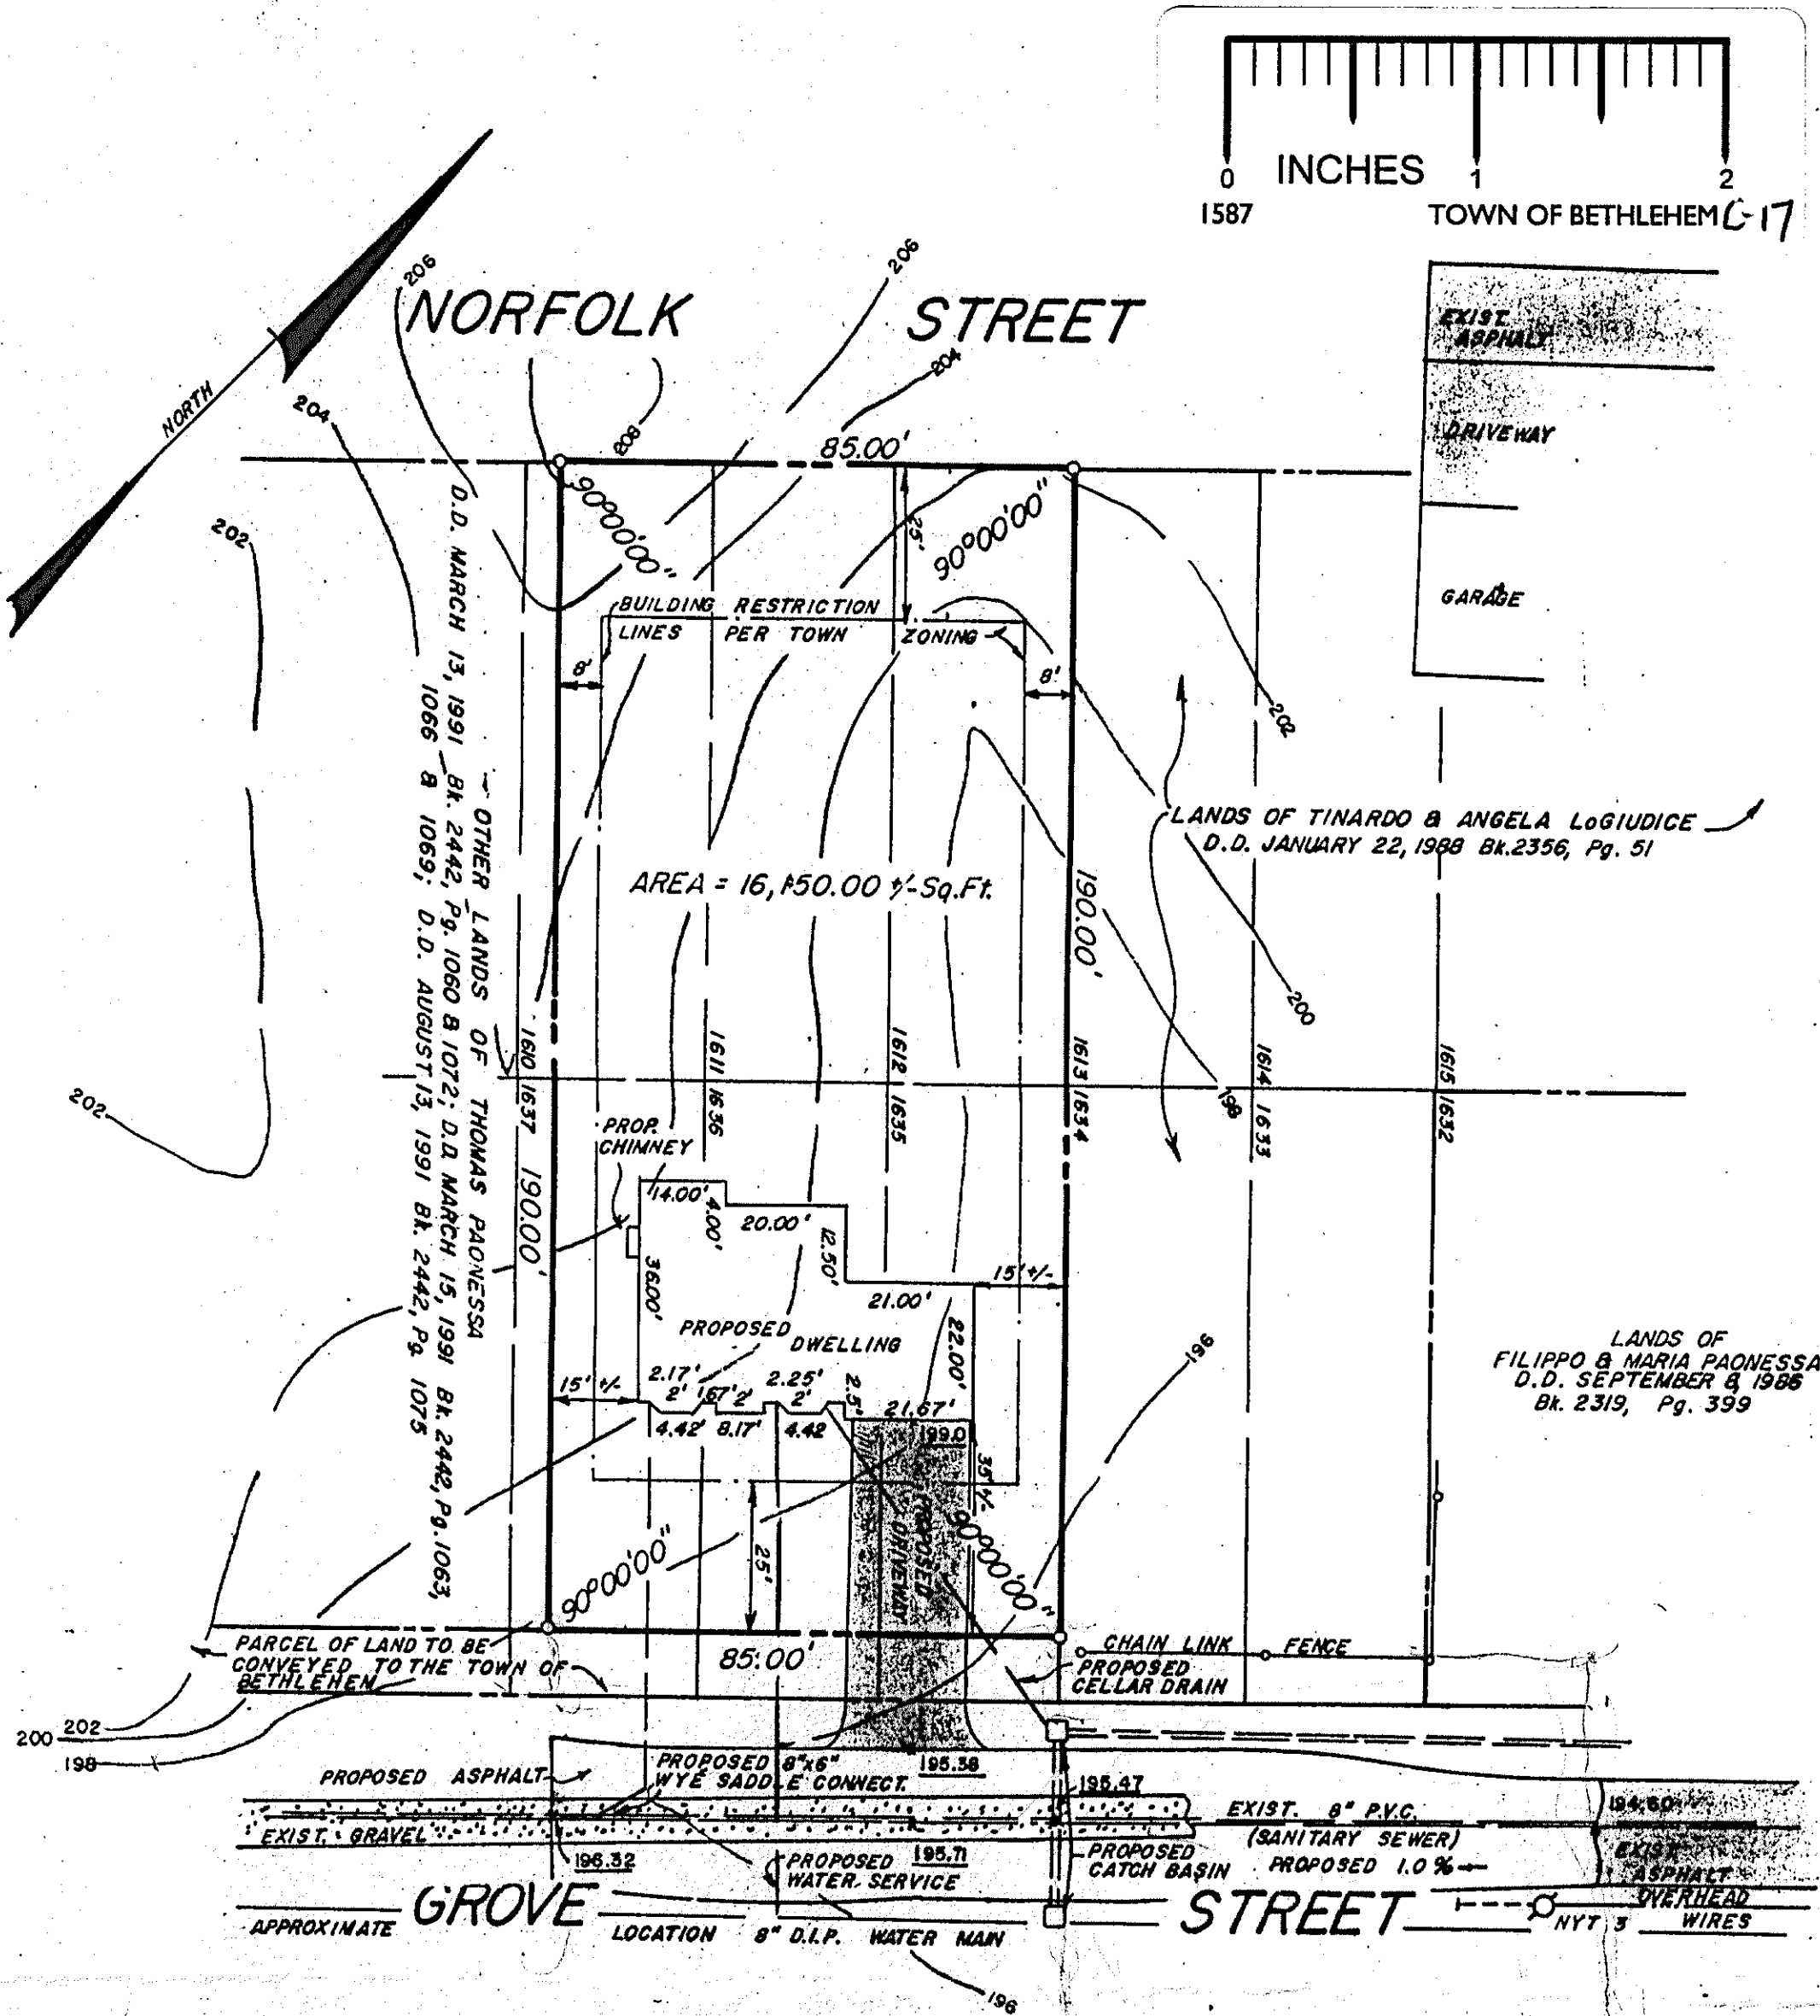 0 INCHES 1 2
1587 TOWN OF BETHLEHEM C-17
NORTH
NORFOLK STREET
206
206
204
204
208
202
202
85.00'
90°00'00"
90°00'00"
25'
EXIST.
ASPHALT
DRIVEWAY
GARAGE
BUILDING RESTRICTION
LINES PER TOWN ZONING
8'
8'
202
LANDS OF TINARDO & ANGELA LoGIUDICE
D.D. JANUARY 22, 1988 Bk.2356, Pg. 51
AREA = 16,150.00 +/- Sq.Ft.
190.00'
200
198
OTHER LANDS OF THOMAS PAONESSA
D.D. MARCH 13, 1991 Bk. 2442, Pg. 1060 & 1072; D.D. MARCH 15, 1991 Bk. 2442, Pg. 1063,
1066 & 1069; D.D. AUGUST 13, 1991 Bk. 2442, Pg. 1075
1610 1637
1611 1636
1612 1635
1613 1634
1614 1633
1615 1632
190.00'
PROP.
CHIMNEY
14.00'
4.00'
20.00'
12.50'
36.00'
21.00'
15' +/-
22.00'
PROPOSED
DWELLING
196
LANDS OF
FILIPPO & MARIA PAONESSA
D.D. SEPTEMBER 8, 1986
Bk. 2319, Pg. 399
15' +/-
2.17'
2' 1.67' 2'
2.25'
2'
2.5'
21.67'
4.42' 8.17' 4.42
199.0
35' +/-
PROPOSED
DRIVEWAY
90°00'00"
90°00'00"
25'
85.00'
PARCEL OF LAND TO BE
CONVEYED TO THE TOWN OF
BETHLEHEM
CHAIN LINK FENCE
PROPOSED
CELLAR DRAIN
202
200
198
PROPOSED ASPHALT
PROPOSED 8"x6"
WYE SADDLE CONNECT.
195.38
195.47
194.60
EXIST. GRAVEL
EXIST. 8" P.V.C.
(SANITARY SEWER)
PROPOSED 1.0 %
196.32
PROPOSED
WATER SERVICE
195.71
PROPOSED
CATCH BASIN
EXIST.
ASPHALT
GROVE STREET
OVERHEAD
WIRES
NYT 3
APPROXIMATE LOCATION 8" D.I.P. WATER MAIN
196